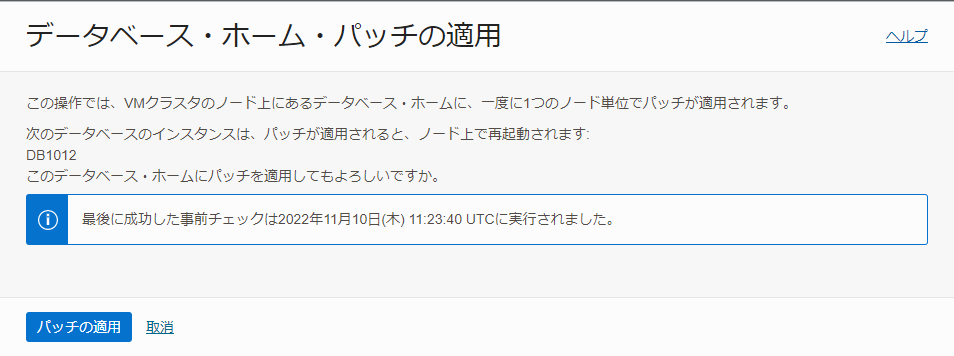 データベース・ホーム・パッチの適用
ヘルプ
この操作では、VMクラスタのノード上にあるデータベース・ホームに、一度に1つのノード単位でパッチが適用されます。
次のデータベースのインスタンスは、パッチが適用されると、ノード上で再起動されます:
DB1012
このデータベース・ホームにパッチを適用してもよろしいですか。
最後に成功した事前チェックは2022年11月10日(木) 11:23:40 UTCに実行されました。
パッチの適用
取消